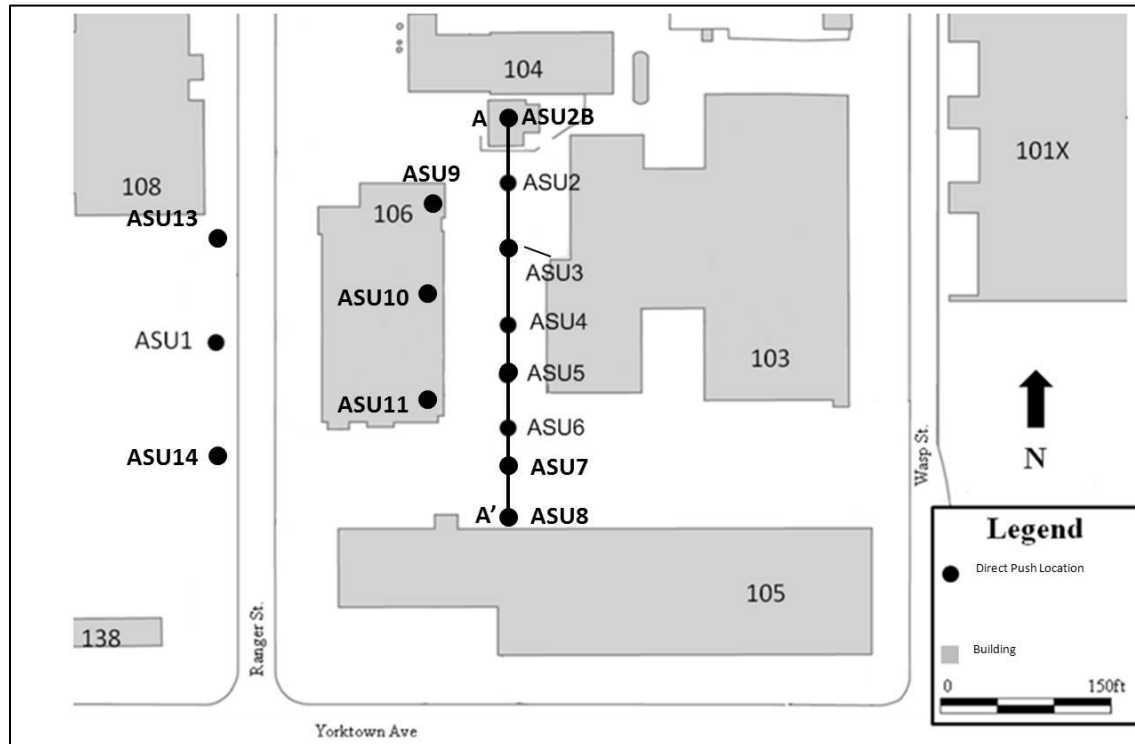 104
A ASU2B
ASU2
101X
108
ASU9
106
ASU13
ASU3
ASU10
ASU1
ASU4
103
ASU5
ASU11
ASU6
ASU14
ASU7
Wasp St.
N
A’ ASU8
Legend
Direct Push Location
105
Ranger St.
138
Building
0 150ft
Yorktown Ave